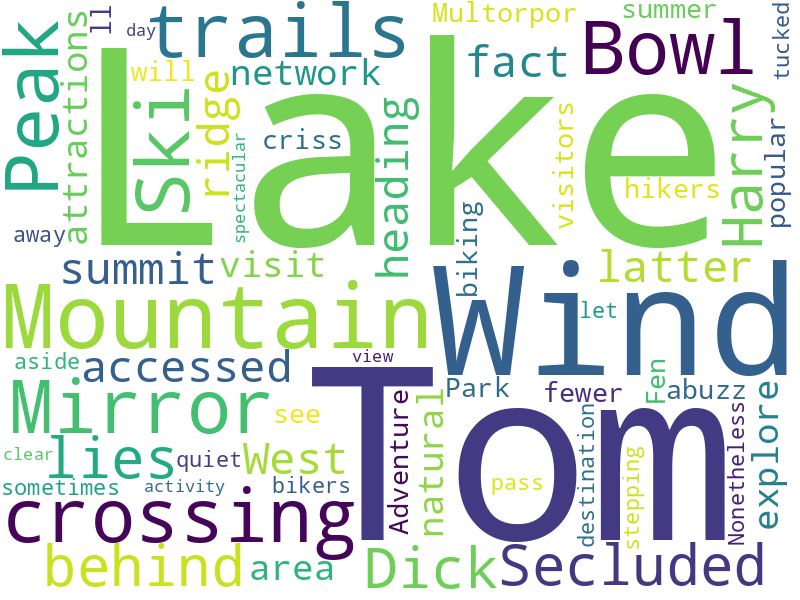 day
ll
trails
Multorpor
summer
tucked
Peak
attractions
will
network
fact
Bowl
Lake
Ski
ridge
criss
spectacular
heading
visitors
hikers
Harry
popular
away
summit
visit
biking
latter
Mountain
Wind
let
aside
accessed
view
Tom
Park
fewer
Fen
abuzz
Mirror
see
Adventure
natural
explore
clear
lies
quiet
West
destination
stepping
Nonetheless
sometimes
activity
bikers
pass
crossing
behind
area
Dick
Secluded